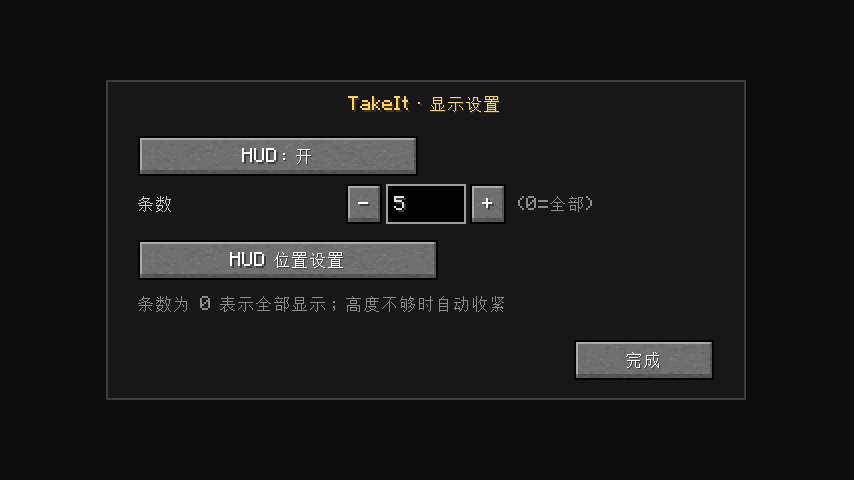 TakeIt · 显示设置
HUD: 开
条数 - 5 + (0=全部)
HUD 位置设置
条数为 0 表示全部显示；高度不够时自动收紧
完成